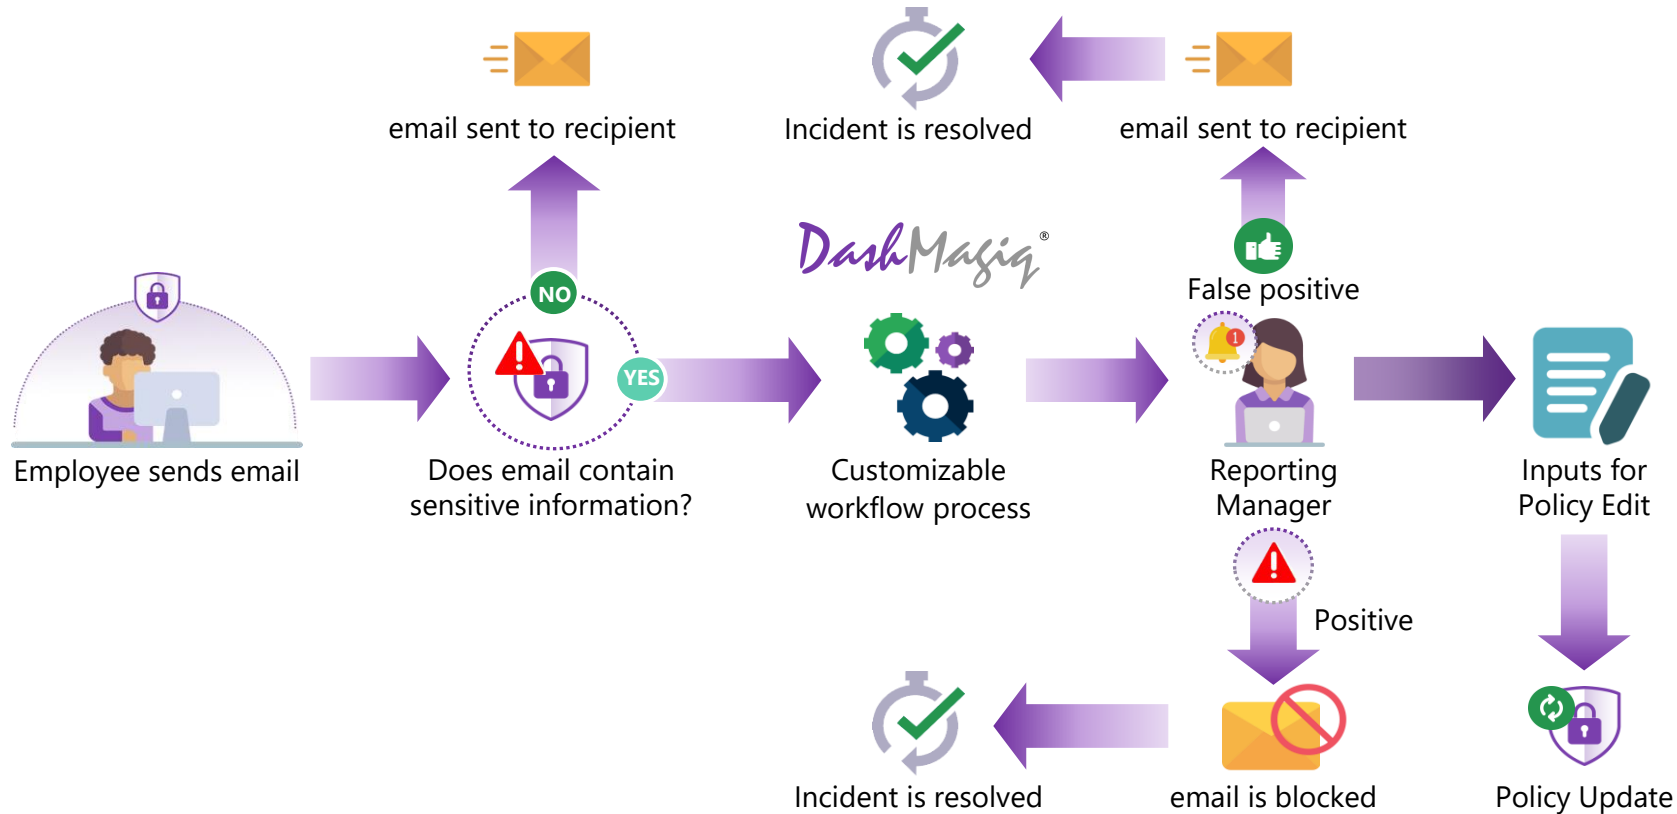 email sent to recipient
Incident is resolved
email sent to recipient
DashMagiq®
False positive
NO
1
YES
Employee sends email
Does email contain
sensitive information?
Customizable
workflow process
Reporting
Manager
Inputs for
Policy Edit
Positive
Incident is resolved
email is blocked
Policy Update